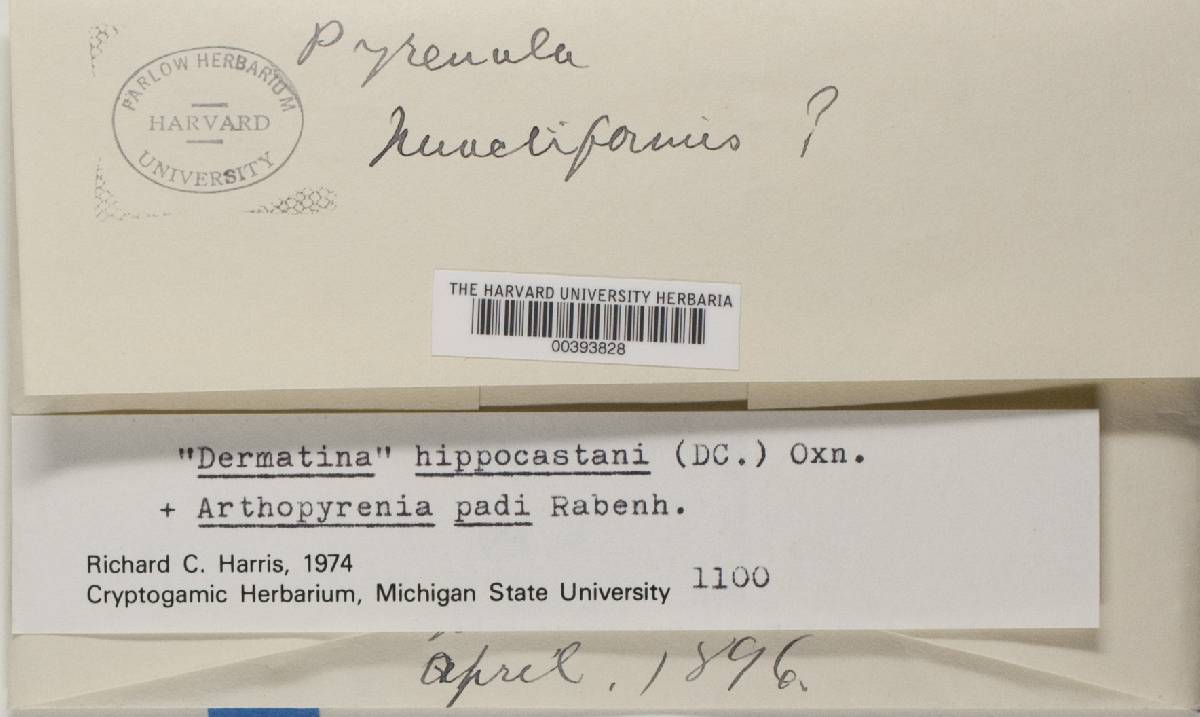 Pyrenula
FARLOW HERBARIUM
HARVARD
UNIVERSITY
?
THE HARVARD UNIVERSITY HERBARIA
00393828
"Dermatina" hippocastani (DC.) Oxn.
+ Arthopyrenia padi Rabenh.
Richard C. Harris, 1974
Cryptogamic Herbarium, Michigan State University 1100
April, 1896.